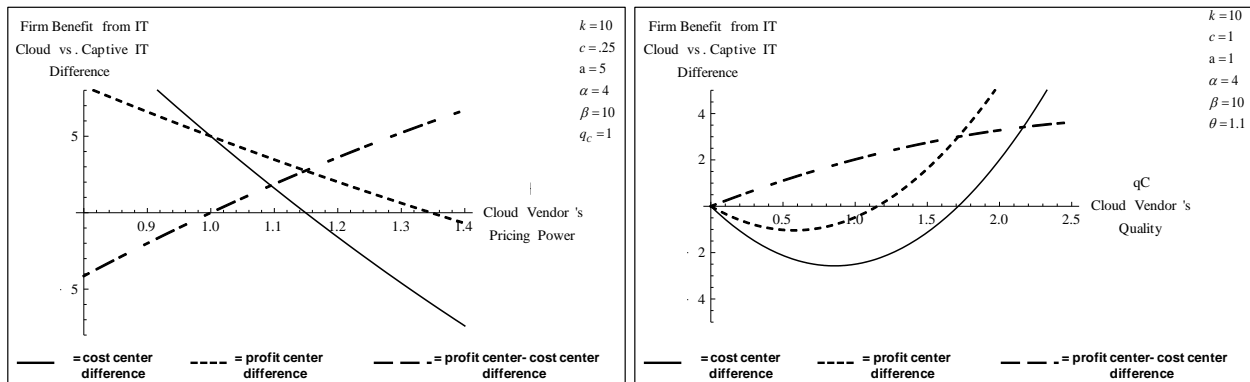 Firm Benefit from IT
Cloud vs. Captive IT
Difference
k = 10
c = .25
a = 5
α = 4
β = 10
q_C = 1
5
0.9
1.0
1.1
1.2
1.3
1.4
5
Cloud Vendor's
Pricing Power
= cost center
difference
= profit center
difference
= profit center- cost center
difference
Firm Benefit from IT
Cloud vs. Captive IT
Difference
k = 10
c = 1
a = 1
α = 4
β = 10
θ = 1.1
4
2
0.5
1.0
1.5
2.0
2.5
2
4
qC
Cloud Vendor's
Quality
= cost center
difference
= profit center
difference
= profit center- cost center
difference